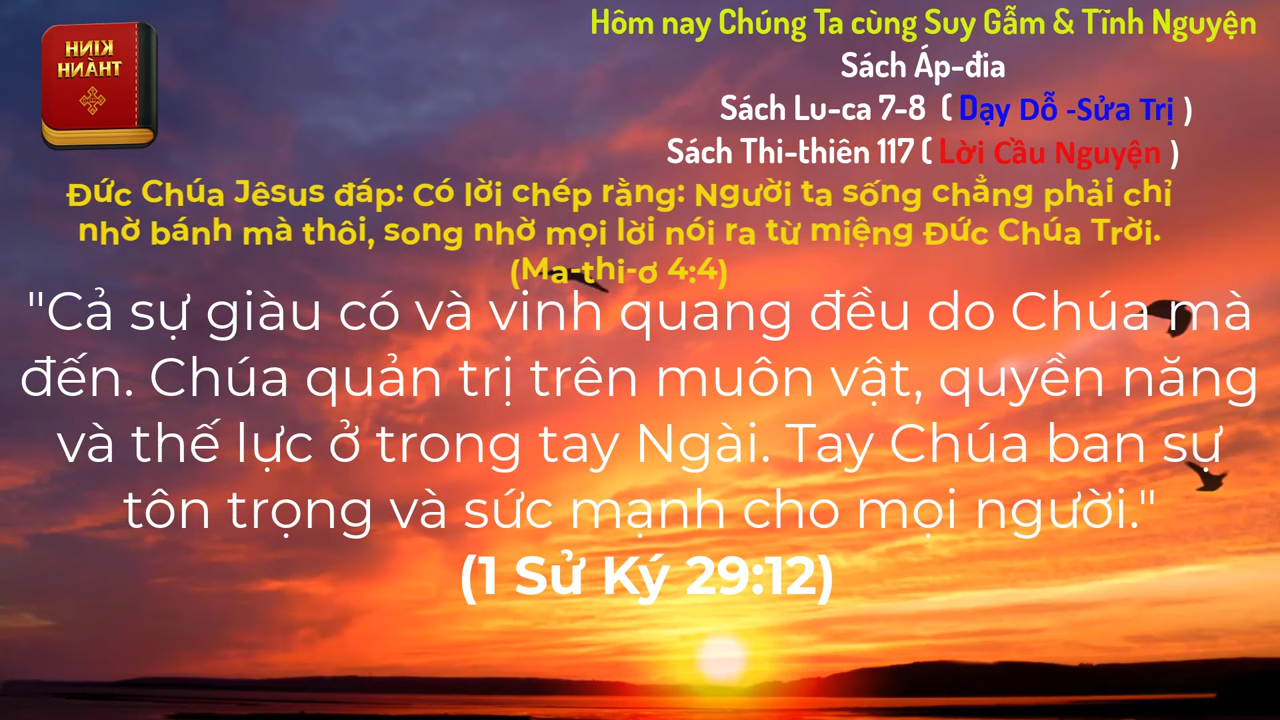 KINH
THÀNH
Hôm nay Chúng Ta cùng Suy Gẫm & Tĩnh Nguyện
Sách Áp-đia
Sách Lu-ca 7-8 ( Dạy Dỗ -Sửa Trị )
Sách Thi-thiên 117 ( Lời Cầu Nguyện )
Đức Chúa Jêsus đáp: Có lời chép rằng: Người ta sống chẳng phải chỉ
nhờ bánh mà thôi, song nhờ mọi lời nói ra từ miệng Đức Chúa Trời.
(Ma-thi-ơ 4:4)
"Cả sự giàu có và vinh quang đều do Chúa mà
đến. Chúa quản trị trên muôn vật, quyền năng
và thế lực ở trong tay Ngài. Tay Chúa ban sự
tôn trọng và sức mạnh cho mọi người."
(1 Sử Ký 29:12)